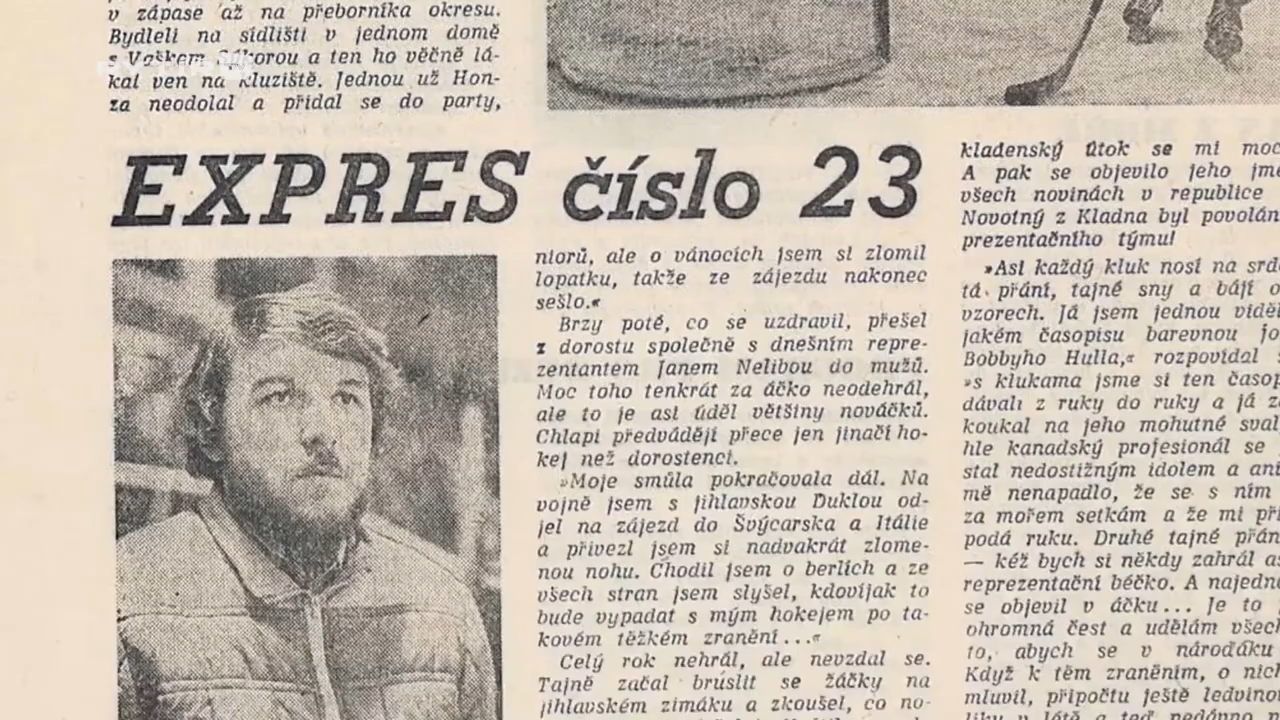 v zápase až na přeborníka okresu.
Bydleli na sídlišti v jednom domě
s Vaškem Sýkorou a ten ho věčně lá-
kal ven na kluziště. Jednou už Hon-
za neodolal a přidal se do party,
EXPRES číslo 23
niorů, ale o vánocích jsem si zlomil
lopatku, takže ze zájezdu nakonec
sešlo.«
Brzy poté, co se uzdravil, přešel
z dorostu společně s dnešním repre-
zentantem Janem Nelibou do mužů.
Moc toho tenkrát za áčko neodehrál,
ale to je asi úděl většiny nováčků.
Chlapi předvádějí přece jen jinačí ho-
kej než dorostenci.
»Moje smůla pokračovala dál. Na
vojně jsem s jihlavskou Duklou od-
jel na zájezd do Švýcarska a Itálie
a přivezl jsem si nadvakrát zlome-
nou nohu. Chodil jsem o berlích a ze
všech stran jsem slyšel, kdovíjak to
bude vypadat s mým hokejem po ta-
kovém těžkém zranění...«
Celý rok nehrál, ale nevzdal se.
Tajně začal bruslit se žáčky na
jihlavském zimáku a zkoušel, co no-
kladenský útok se mi moc
A pak se objevilo jeho
všech novinách v republice
Novotný z Kladna byl povolán
prezentačního týmu!
»Asi každý kluk nosí na
tá přání, tajné sny a bájí o
vzorech. Já jsem jednou
jakém časopisu barevnou
Bobbyho Hulla,« rozpovídal
»s klukama jsme si ten
dávali z ruky do ruky a já
koukal na jeho mohutné
hle kanadský profesionál se
stal nedostižným idolem a ani
mě nenapadlo, že se s ním
za mořem setkám a že mi
podá ruku. Druhé tajné
— kéž bych si někdy zahrál
reprezentační béčko. A
se objevil v áčku... Je to
ohromná čest a udělám
to, abych se v nároďáku
Když k těm zraněním, o
mluvil, připočtu ještě